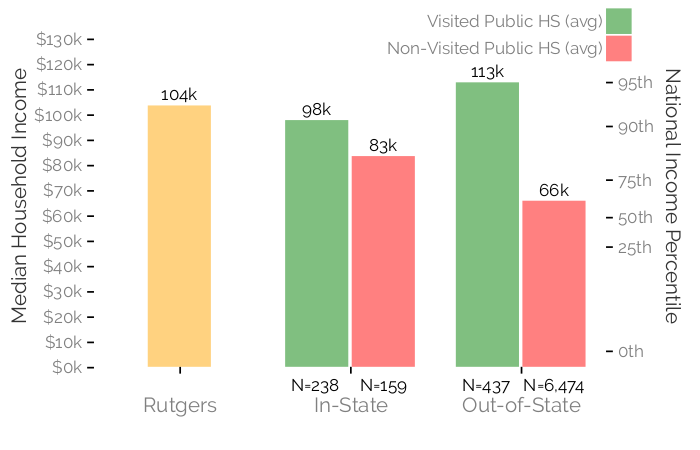 Visited Public HS (avg)
Non-Visited Public HS (avg)
Median Household Income
$130k
$120k
$110k
$100k
$90k
$80k
$70k
$60k
$50k
$40k
$30k
$20k
$10k
$0k
104k
98k
83k
113k
66k
95th
90th
75th
50th
25th
0th
National Income Percentile
N=238 N=159 N=437 N=6,474
Rutgers In-State Out-of-State